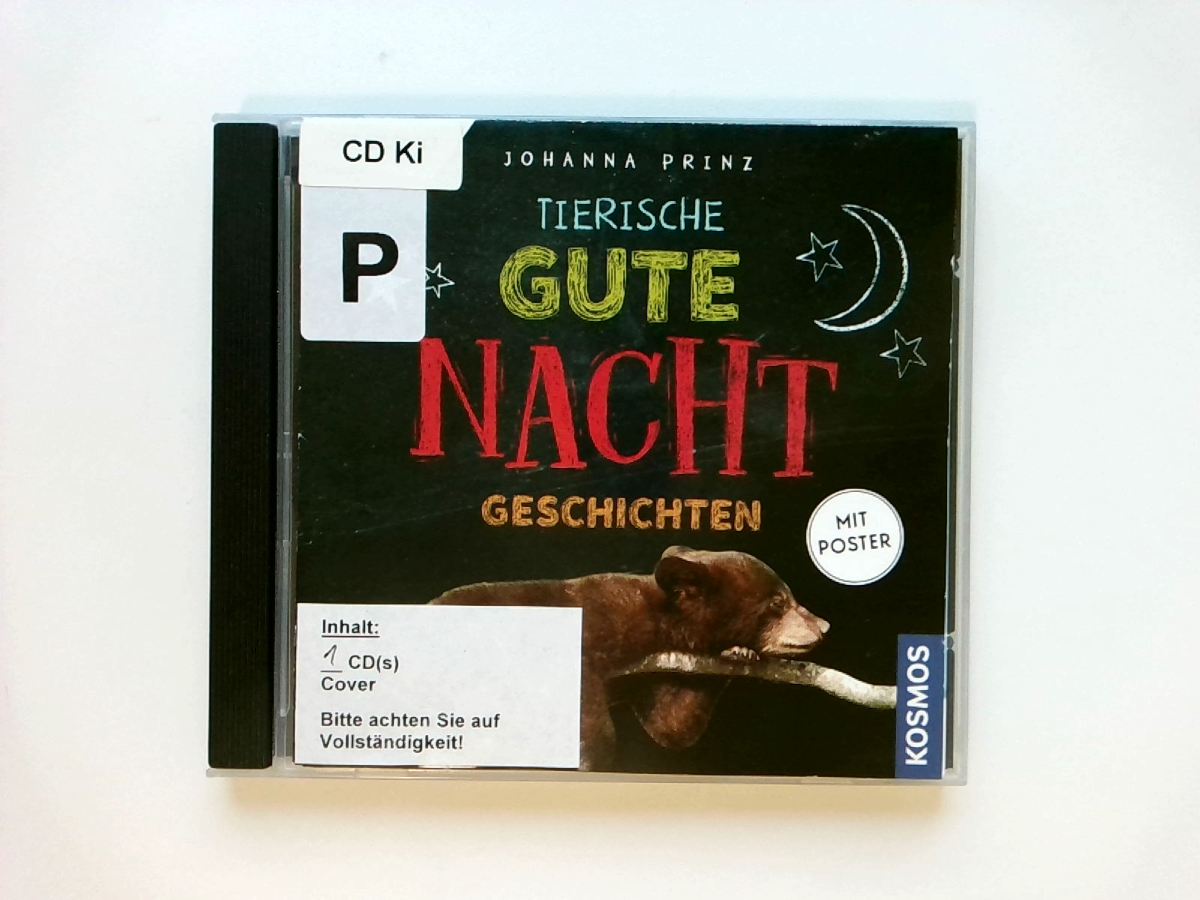 CD Ki
P
JOHANNA PRINZ
TIERISCHE
GUTE
NACHT
GESCHICHTEN
MIT
POSTER
Inhalt:
1 CD(s)
Cover
Bitte achten Sie auf
Vollständigkeit!
KOSMOS